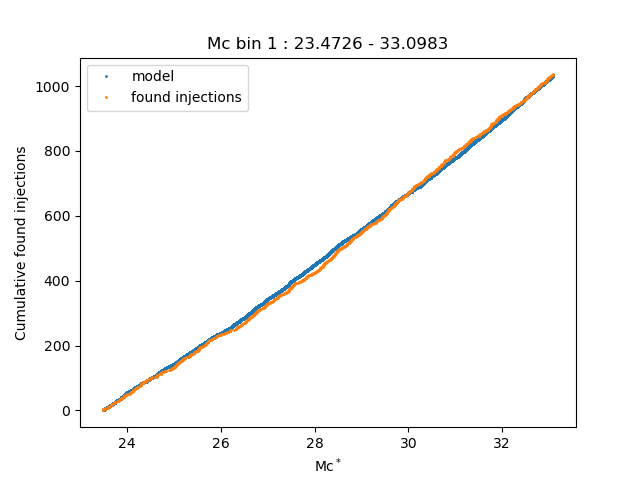 Mc bin 1 : 23.4726 - 33.0983
model
found injections
Cumulative found injections
1000
800
600
400
200
0
24 26 28 30 32
Mc*